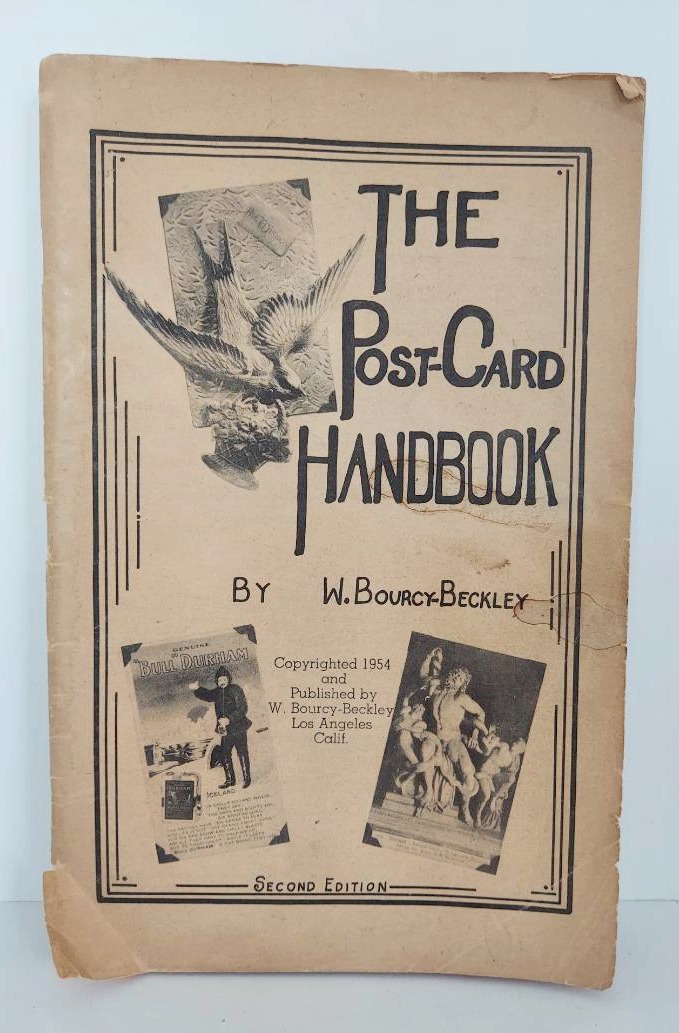 THE
POST-CARD
HANDBOOK
BY W. BOURCY-BECKLEY
GENUINE
"BULL DURHAM
ICELAND
Copyrighted 1954
and
Published by
W. Bourcy-Beckley
Los Angeles
Calif.
SECOND EDITION